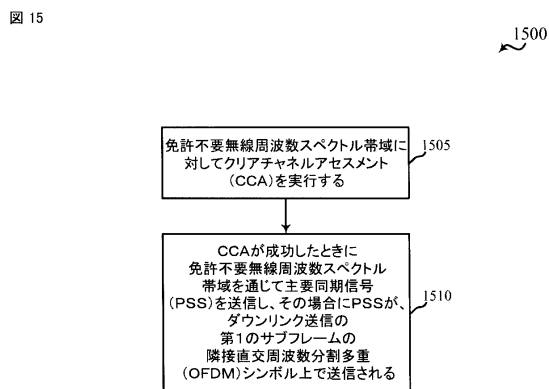 図 15
1500
免許不要無線周波数スペクトル帯域に
対してクリアチャネルアセスメント
(CCA)を実行する
1505
CCAが成功したときに
免許不要無線周波数スペクトル
帯域を通じて主要同期信号
(PSS)を送信し、その場合にPSSが、
ダウンリンク送信の
第1のサブフレームの
隣接直交周波数分割多重
(OFDM)シンボル上で送信される
1510